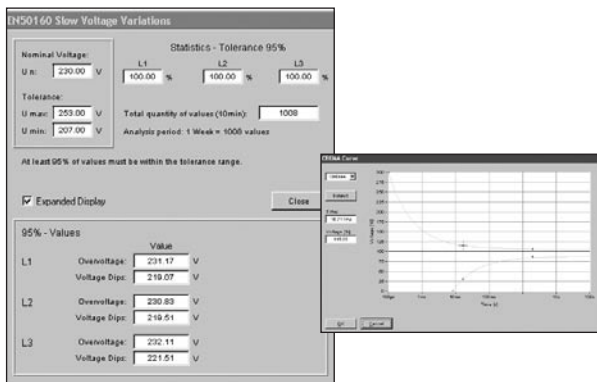 EN50160 Slow Voltage Variations
Nominal Voltage:
U n: 230.00 V
Tolerance:
U max: 253.00 V
U min: 207.00 V
Statistics - Tolerance 95%
L1 L2 L3
100.00 % 100.00 % 100.00 %
Total quantity of values (10min): 1008
Analysis period: 1 Week = 1008 values
At least 95% of values must be within the tolerance range.
Expanded Display
Close
95% - Values
Value
L1 Overvoltage: 231.17 V
Voltage Dips: 219.07 V
L2 Overvoltage: 230.83 V
Voltage Dips: 219.51 V
L3 Overvoltage: 232.11 V
Voltage Dips: 221.51 V
Curve
Voltage [%]
Time [s]
Cancel